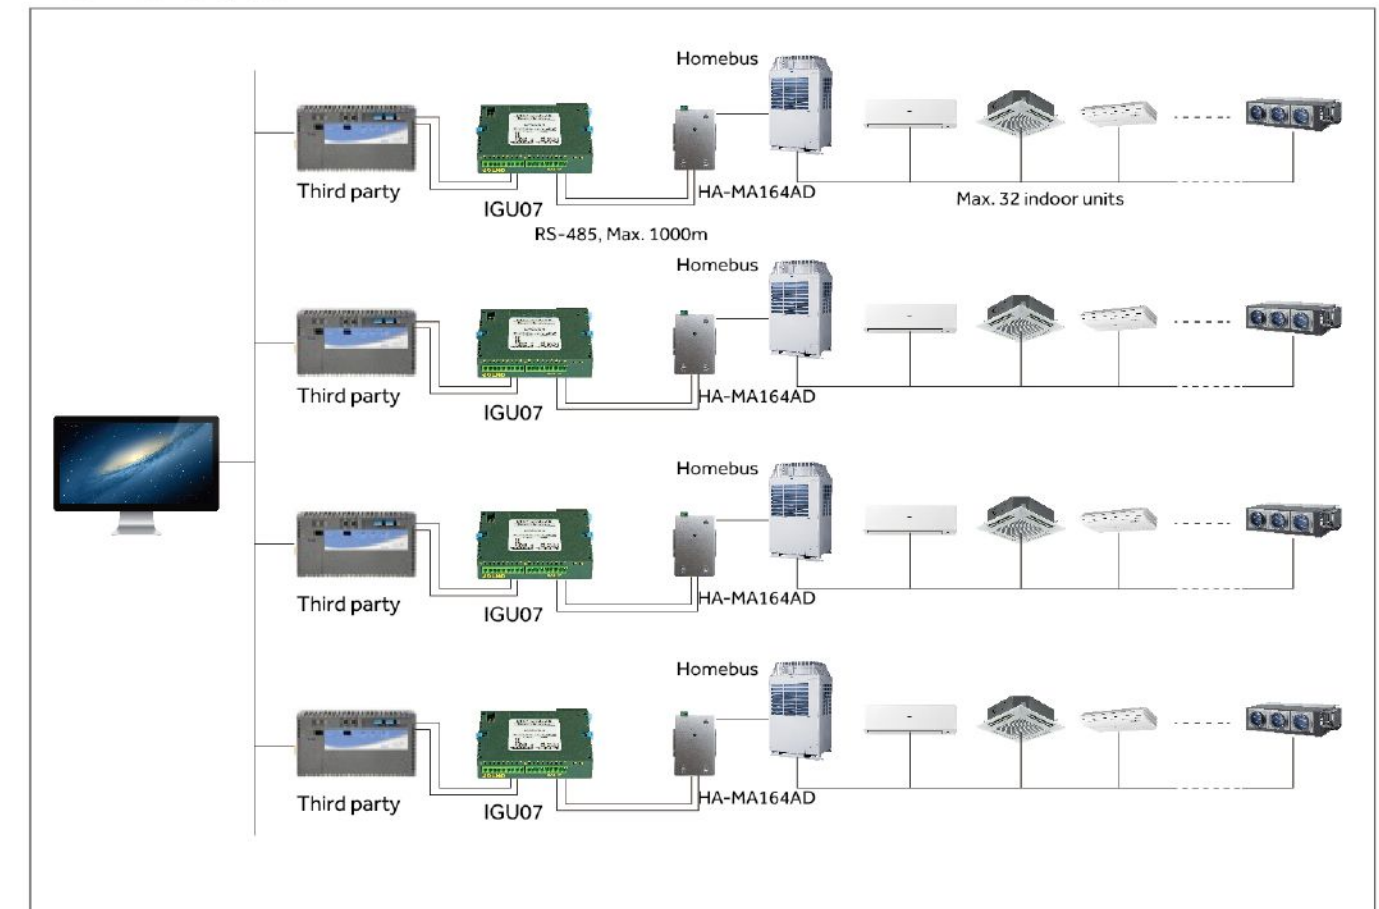 Homebus
Third party
IGU07
HA-MA164AD
Max. 32 indoor units
RS-485, Max. 1000m
Homebus
Third party
IGU07
HA-MA164AD
Homebus
Third party
IGU07
HA-MA164AD
Homebus
Third party
IGU07
HA-MA164AD